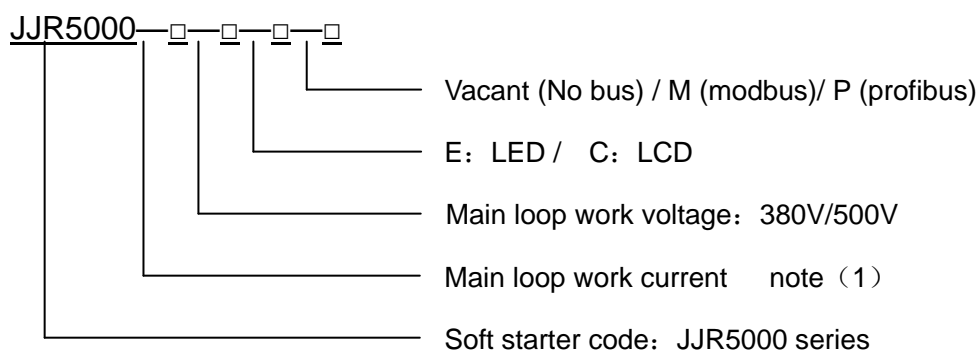 JJR5000—□—□—□—□
Vacant (No bus) / M (modbus)/ P (profibus)
E：LED / C：LCD
Main loop work voltage：380V/500V
Main loop work current note（1）
Soft starter code：JJR5000 series